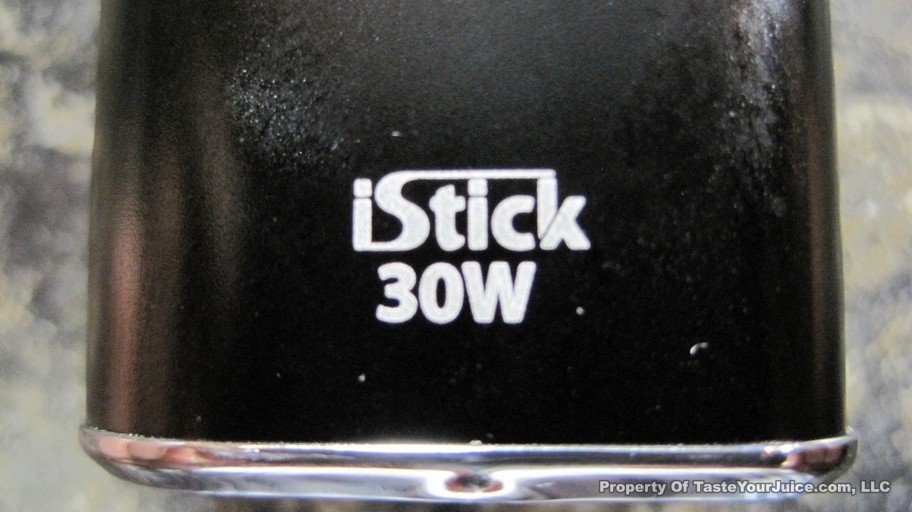 iStick
30W
Property Of TasteYourJuice.com, LLC